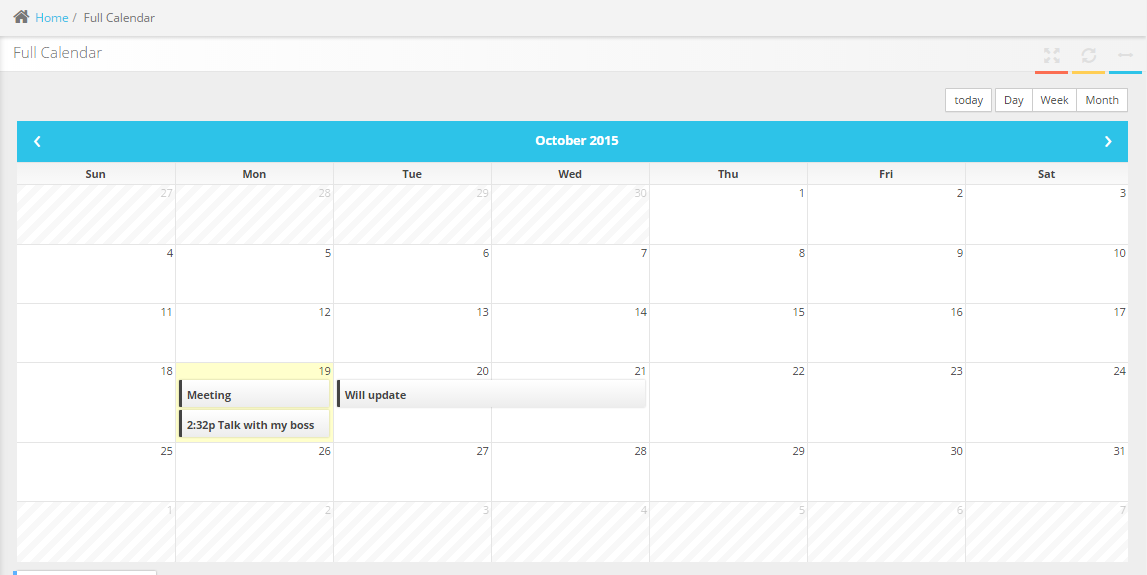 Home / Full Calendar
Full Calendar
today Day Week Month
October 2015
Sun Mon Tue Wed Thu Fri Sat
27 28 29 30 1 2 3
4 5 6 7 8 9 10
11 12 13 14 15 16 17
18 19 20 21 22 23 24
Meeting Will update
2:32p Talk with my boss
25 26 27 28 29 30 31
1 2 3 4 5 6 7